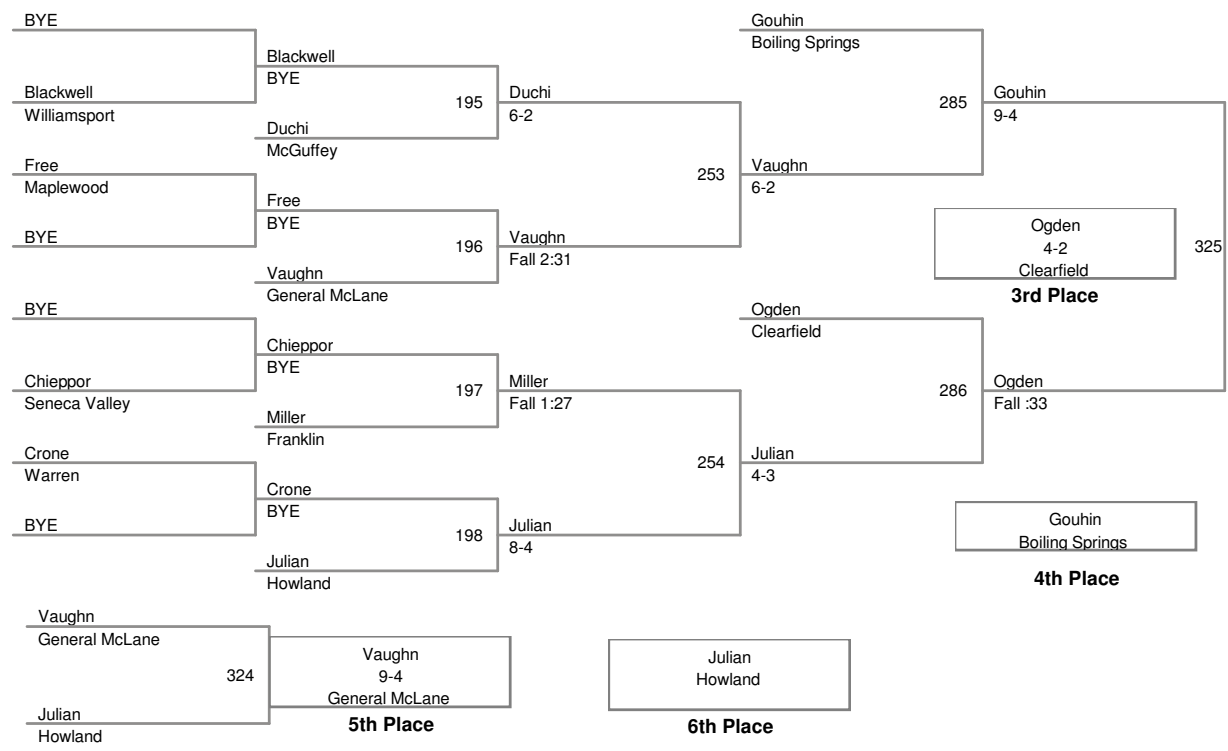 BYE
Blackwell
Williamsport
Free
Maplewood
BYE
BYE
Chieppor
Seneca Valley
Crone
Warren
BYE
Blackwell
BYE
195
Duchi
McGuffey
Free
BYE
196
Vaughn
General McLane
Chieppor
BYE
197
Miller
Franklin
Crone
BYE
198
Julian
Howland
Duchi
6-2
253
Vaughn
Fall 2:31
Miller
Fall 1:27
254
Julian
8-4
Gouhin
Boiling Springs
285
Vaughn
6-2
Ogden
Clearfield
286
Julian
4-3
Gouhin
9-4
325
Ogden
Fall :33
Ogden
4-2
Clearfield
3rd Place
Gouhin
Boiling Springs
4th Place
Vaughn
General McLane
324
Julian
Howland
Vaughn
9-4
General McLane
5th Place
Julian
Howland
6th Place